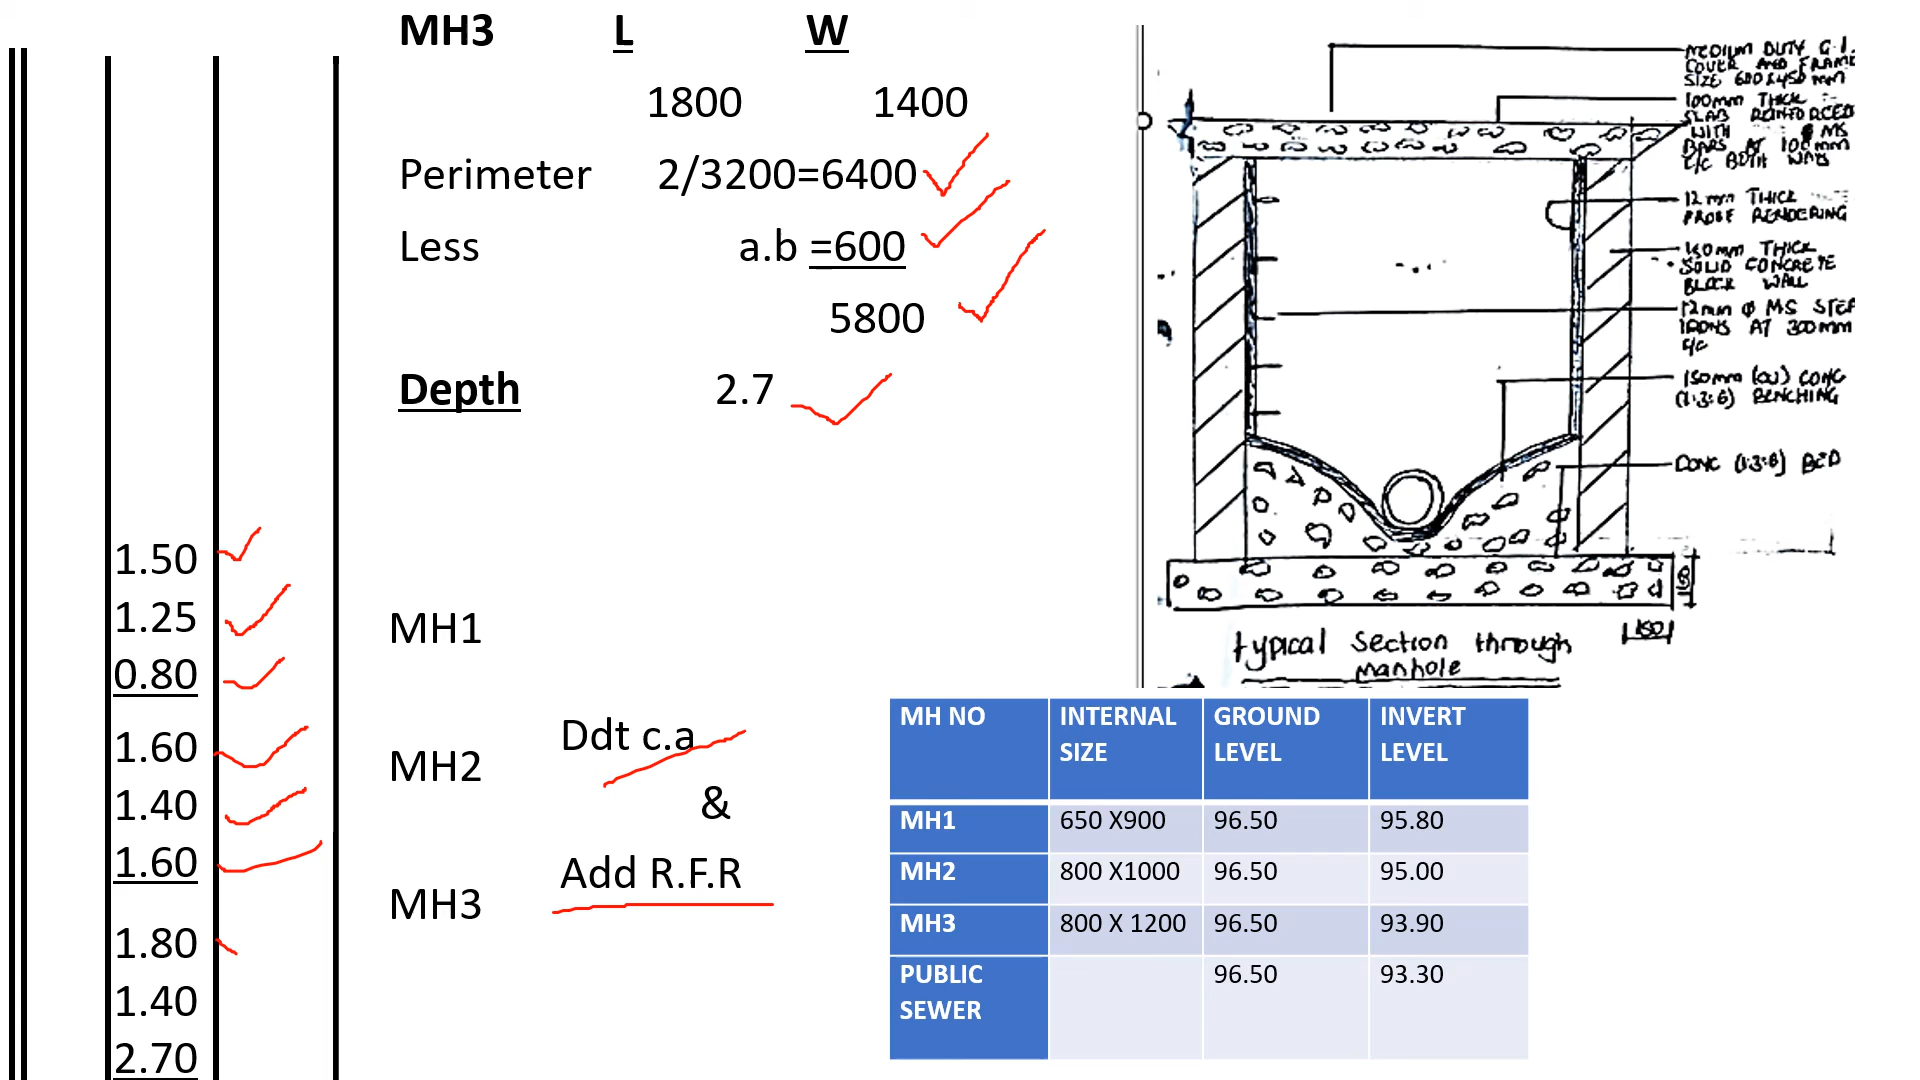 MH3 L W
1800 1400
Perimeter 2/3200=6400
Less a.b =600
5800
Depth 2.7
1.50
1.25
0.80
MH1
1.60
1.40
1.60
MH2
Ddt c.a
&
Add R.F.R
MH3
1.80
1.40
2.70
MEDIUM DUTY C.I.
COVER AND FRAME
SIZE 600x450 mm
100mm THICK
SLAB REINFORCED
WITH MS
BARS AT 100mm
C/C BOTH WAYS
12mm THICK
RENDERING
150mm THICK
SOLID CONCRETE
BLOCK WALL
12mm φ MS STEP
IRONS AT 300mm
c/c
150mm (av) CONC
(1:3:6) BENCHING
CONC (1:3:6) BED
150
150
typical section through
manhole
MH NO INTERNAL SIZE GROUND LEVEL INVERT LEVEL
MH1 650 X900 96.50 95.80
MH2 800 X1000 96.50 95.00
MH3 800 X 1200 96.50 93.90
PUBLIC SEWER 96.50 93.30